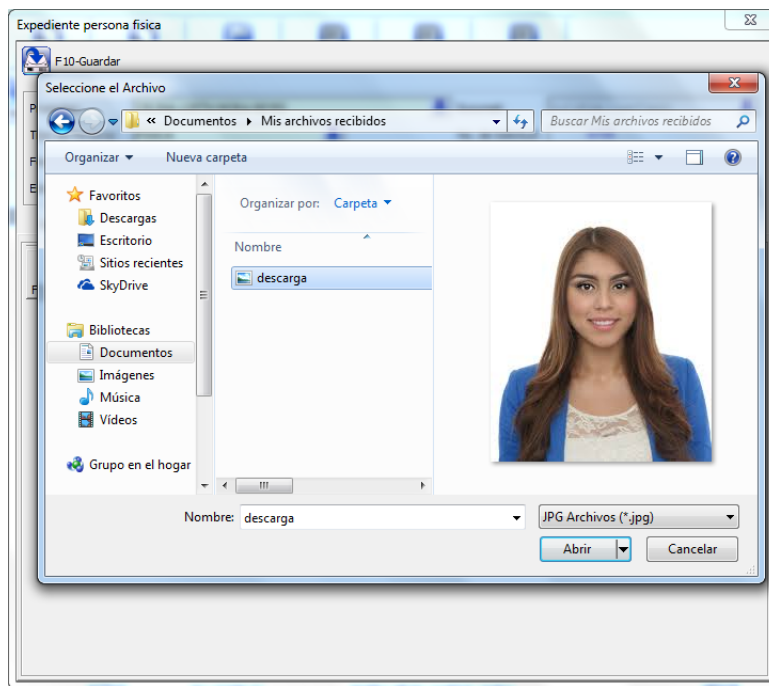 Expediente persona fisica
F10-Guardar
Seleccione el Archivo
« Documentos Mis archivos recibidos
Buscar Mis archivos recibidos
Organizar Nueva carpeta
Favoritos
Descargas
Escritorio
Sitios recientes
SkyDrive
Bibliotecas
Documentos
Imágenes
Música
Vídeos
Grupo en el hogar
Organizar por: Carpeta
Nombre
descarga
Nombre: descarga
JPG Archivos (*.jpg)
Abrir Cancelar